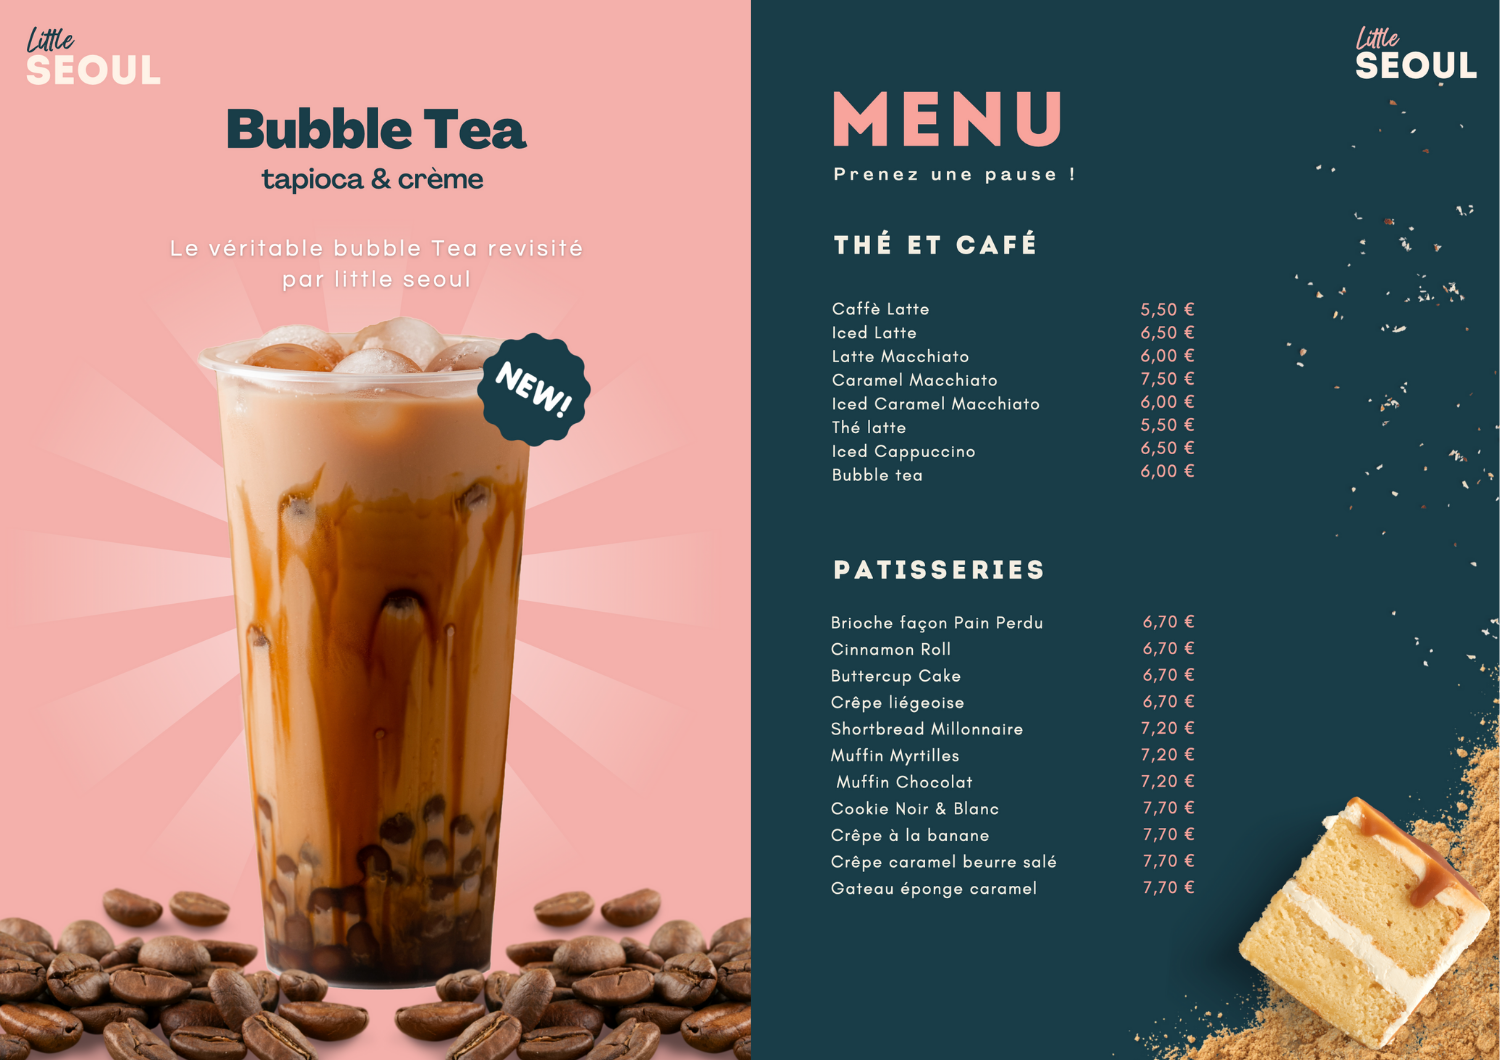 Little
SEOUL
Bubble Tea
tapioca & crème
Le véritable bubble Tea revisité
par little seoul
NEW!
Little
SEOUL
MENU
Prenez une pause !
THÉ ET CAFÉ
Caffè Latte 5,50 €
Iced Latte 6,50 €
Latte Macchiato 6,00 €
Caramel Macchiato 7,50 €
Iced Caramel Macchiato 6,00 €
Thé latte 5,50 €
Iced Cappuccino 6,50 €
Bubble tea 6,00 €
PATISSERIES
Brioche façon Pain Perdu 6,70 €
Cinnamon Roll 6,70 €
Buttercup Cake 6,70 €
Crêpe liégeoise 6,70 €
Shortbread Millonnaire 7,20 €
Muffin Myrtilles 7,20 €
Muffin Chocolat 7,20 €
Cookie Noir & Blanc 7,70 €
Crêpe à la banane 7,70 €
Crêpe caramel beurre salé 7,70 €
Gateau éponge caramel 7,70 €